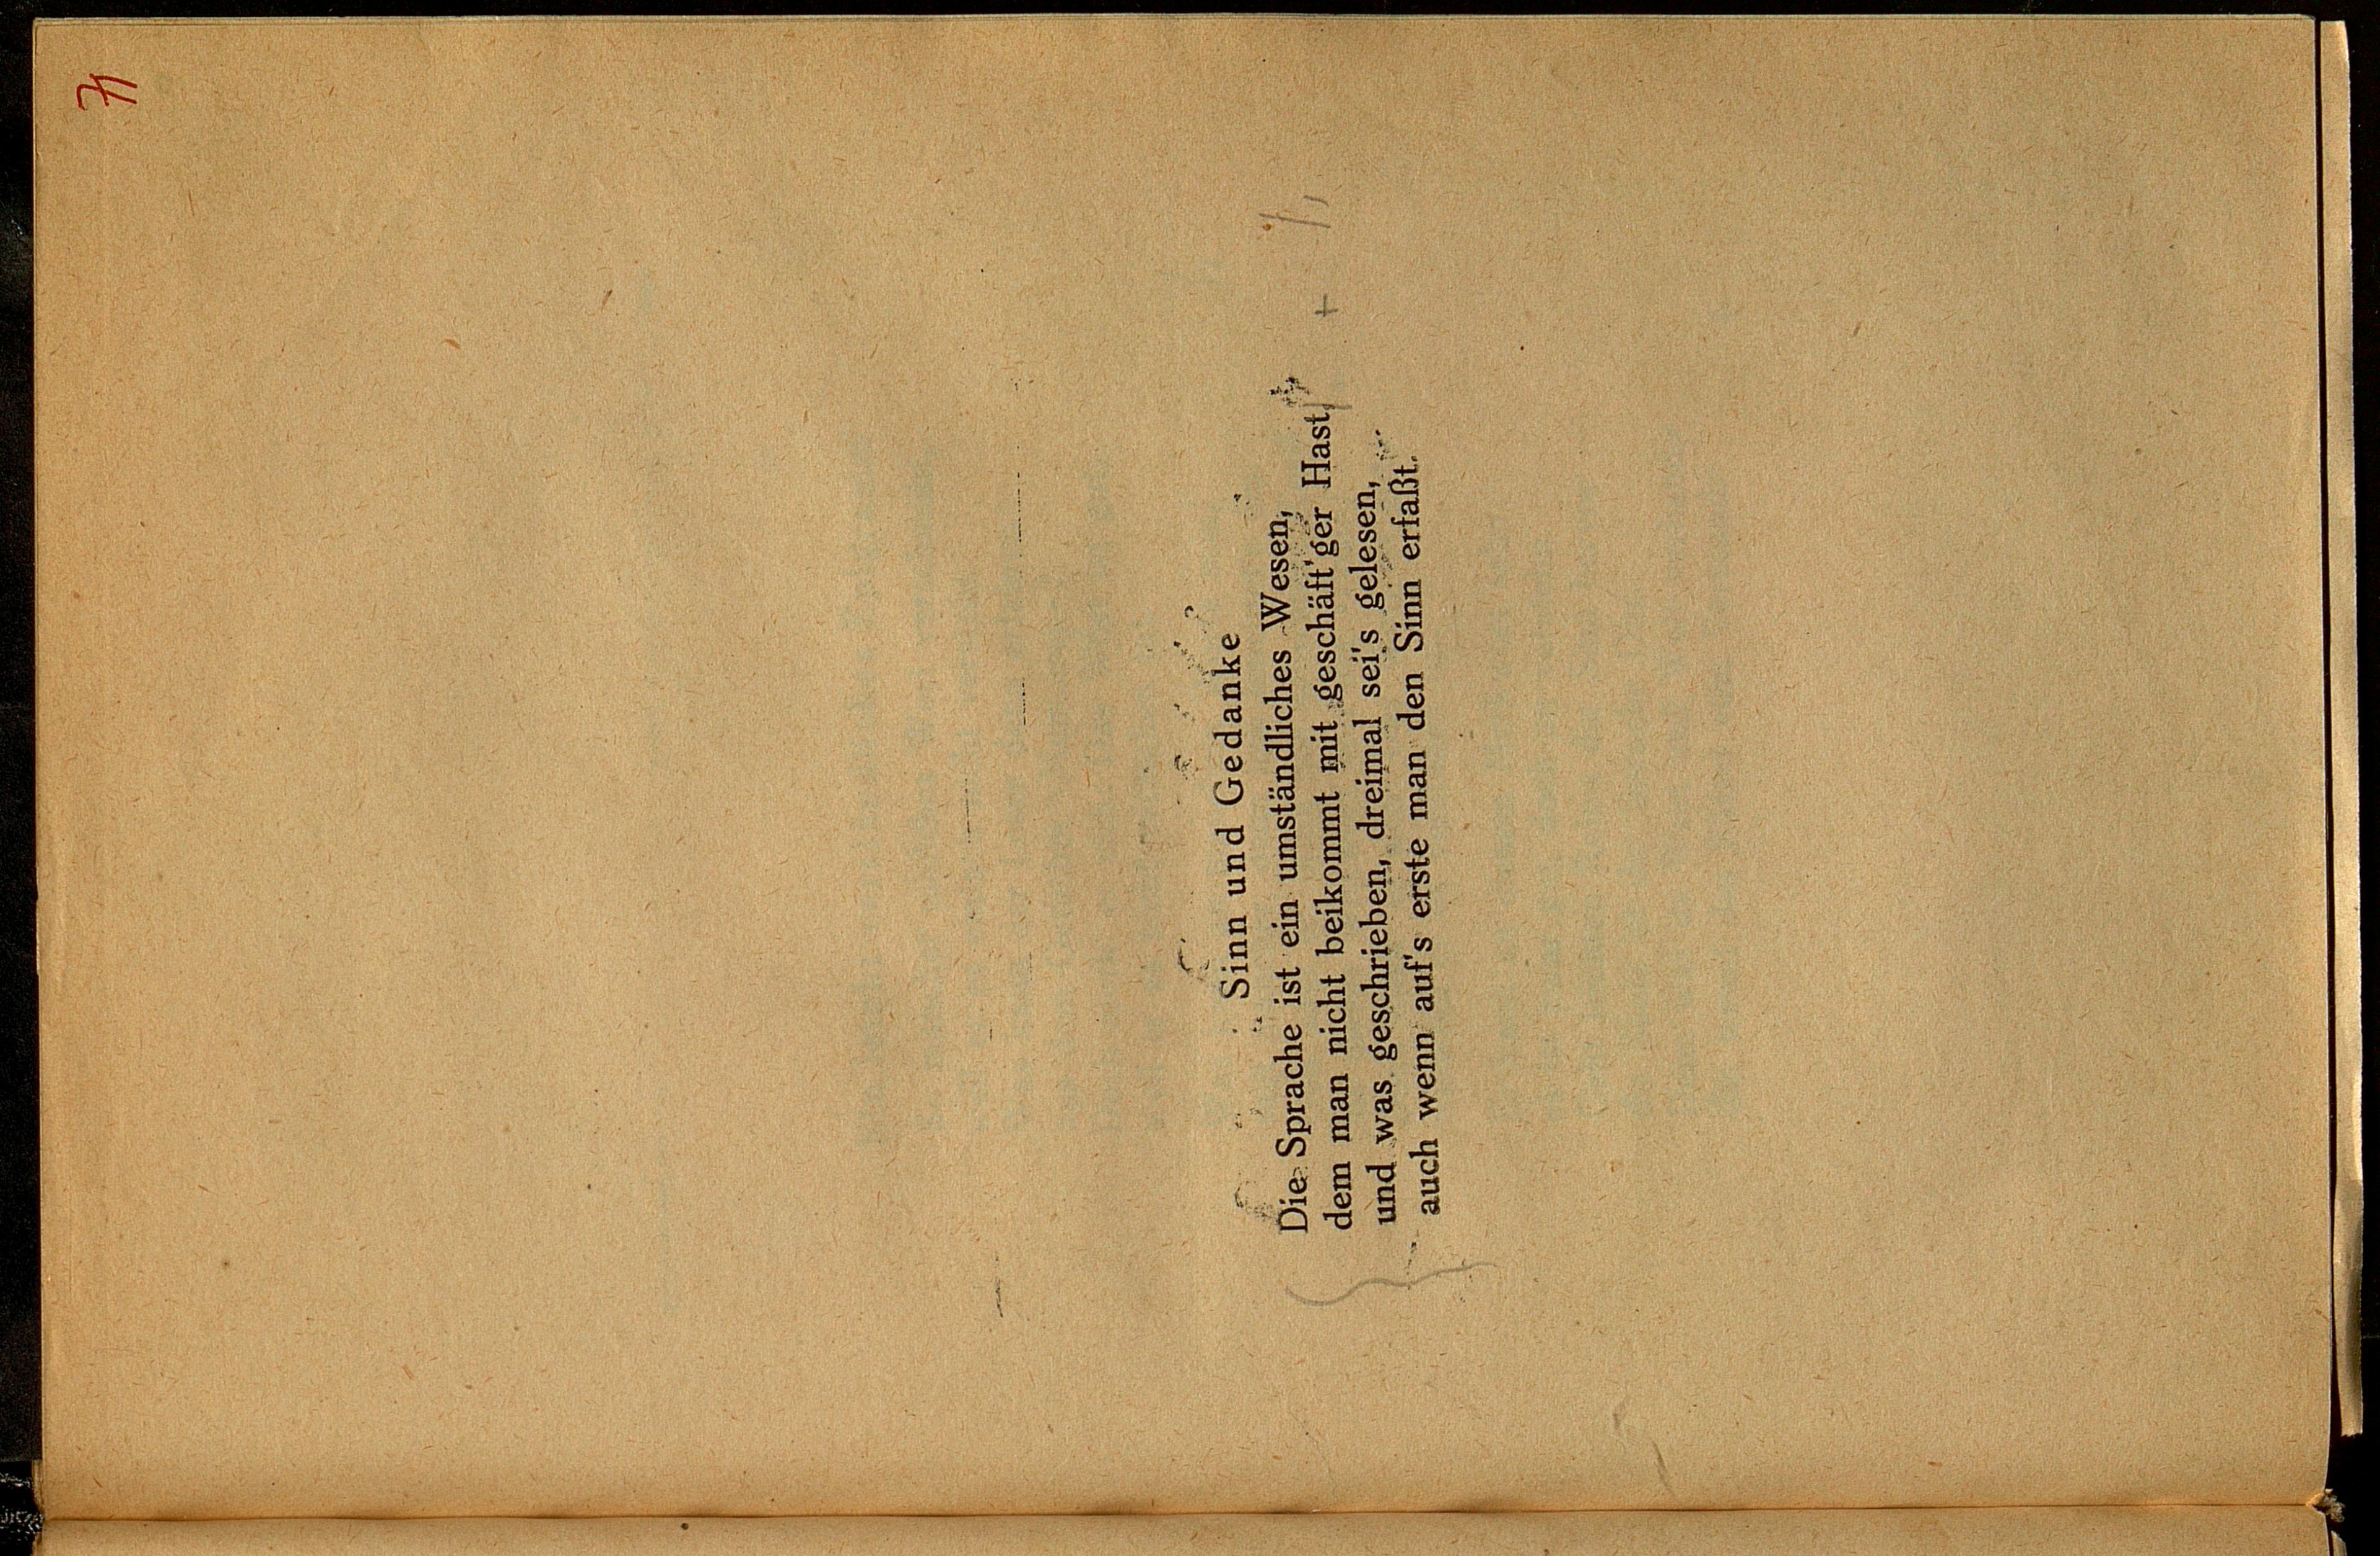 Sinn und Gedanke
Die Sprache ist ein umständliches Wesen,
dem man nicht beikommt mit geschäft'ger Hast,
und was geschrieben, dreimal sei's gelesen,
auch wenn auf's erste man den Sinn erfaßt.